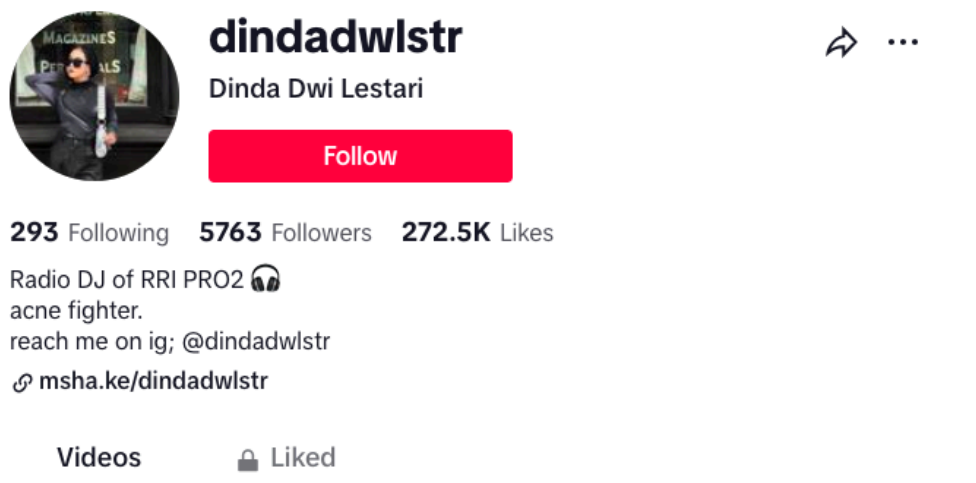 MAGAZINES
dindadwlstr
Dinda Dwi Lestari
Follow
293 Following 5763 Followers 272.5K Likes
Radio DJ of RRI PRO2 🎧
acne fighter.
reach me on ig; @dindadwlstr
msha.ke/dindadwlstr
Videos Liked